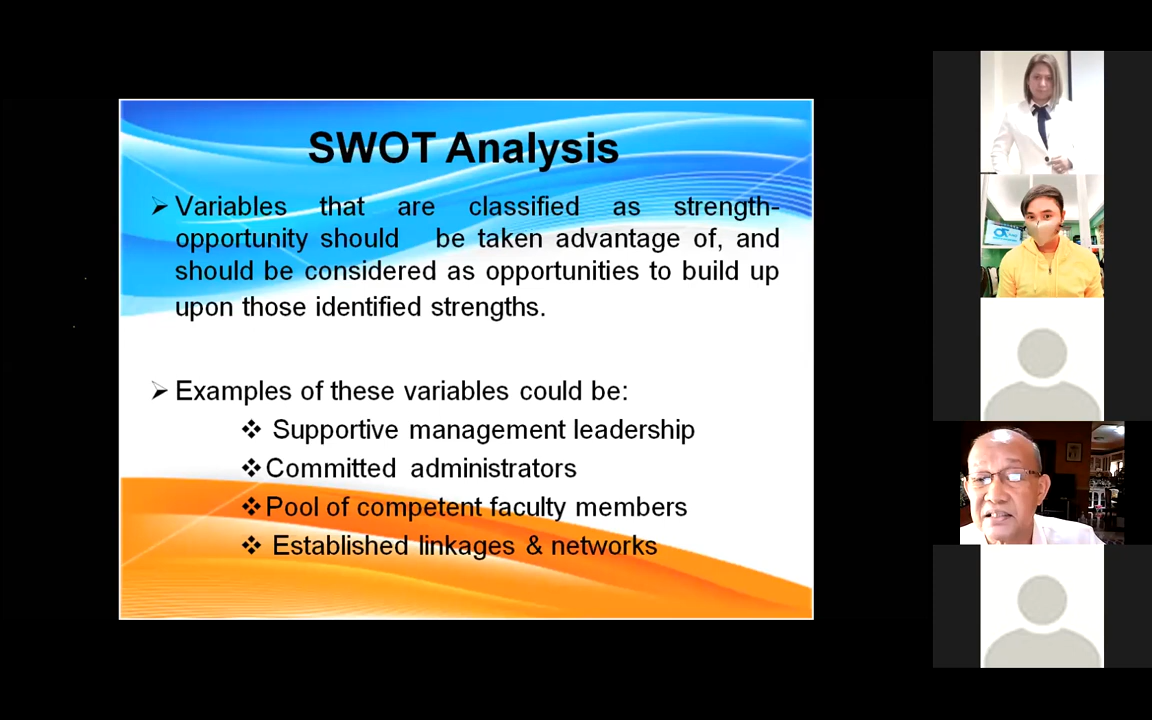 SWOT Analysis
➢ Variables that are classified as strength-
opportunity should be taken advantage of, and
should be considered as opportunities to build up
upon those identified strengths.
➢ Examples of these variables could be:
❖ Supportive management leadership
❖ Committed administrators
❖ Pool of competent faculty members
❖ Established linkages & networks